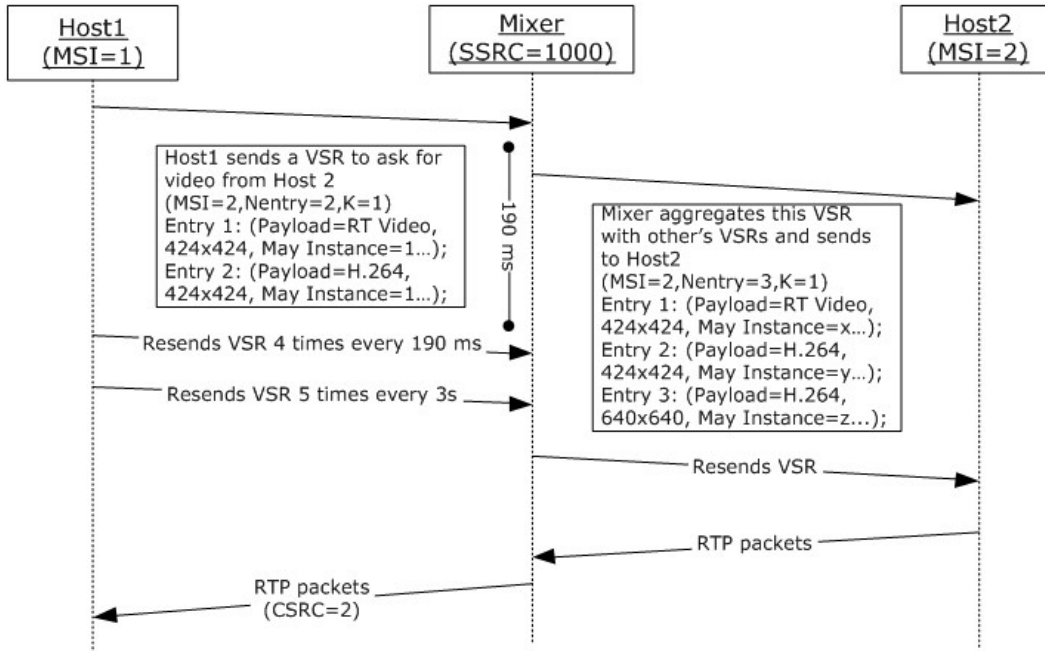 Host1
(MSI=1)
Mixer
(SSRC=1000)
Host2
(MSI=2)
Host1 sends a VSR to ask for
video from Host 2
(MSI=2,Nentry=2,K=1)
Entry 1: (Payload=RT Video,
424x424, May Instance=1…);
Entry 2: (Payload=H.264,
424x424, May Instance=1…);
190 ms
Mixer aggregates this VSR
with other’s VSRs and sends
to Host2
(MSI=2,Nentry=3,K=1)
Entry 1: (Payload=RT Video,
424x424, May Instance=x…);
Entry 2: (Payload=H.264,
424x424, May Instance=y…);
Entry 3: (Payload=H.264,
640x640, May Instance=z...);
Resends VSR 4 times every 190 ms
Resends VSR 5 times every 3s
Resends VSR
RTP packets
RTP packets
(CSRC=2)